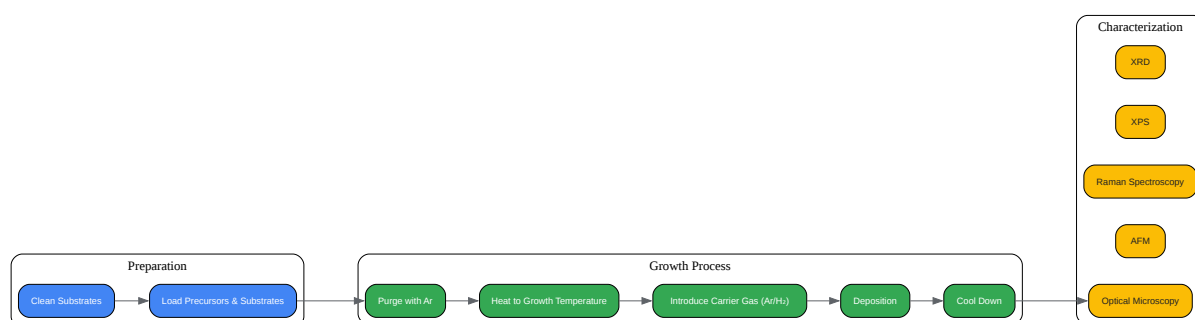 Characterization
XRD
XPS
Raman Spectroscopy
AFM
Optical Microscopy
Preparation
Clean Substrates
Load Precursors & Substrates
Growth Process
Purge with Ar
Heat to Growth Temperature
Introduce Carrier Gas (Ar/H₂)
Deposition
Cool Down